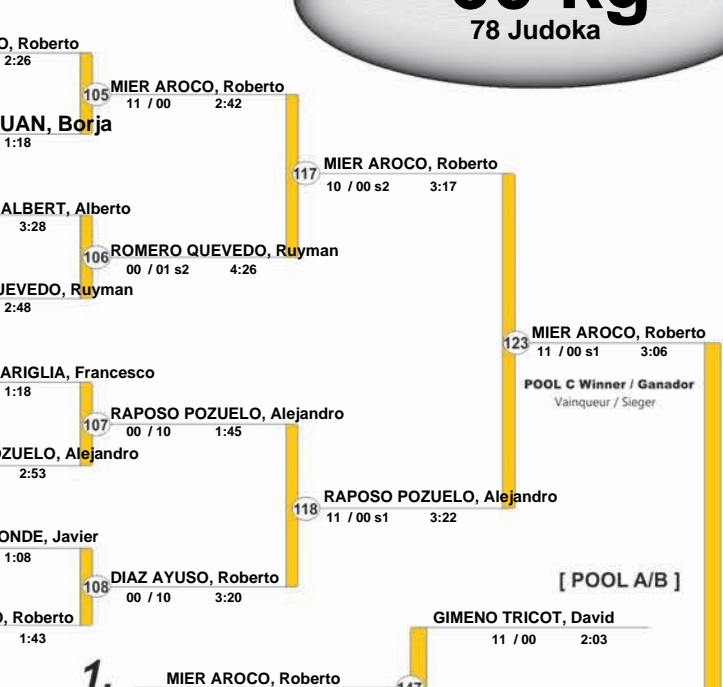 78 Judoka
O, Roberto
2:26
105 MIER AROCO, Roberto
11 / 00 2:42
UAN, Borja
1:18
117 MIER AROCO, Roberto
10 / 00 s2 3:17
ALBERT, Alberto
3:28
106 ROMERO QUEVEDO, Ruyman
00 / 01 s2 4:26
UEVEDO, Ruyman
2:48
123 MIER AROCO, Roberto
11 / 00 s1 3:06
POOL C Winner / Ganador
Vainqueur / Sieger
ARIGLIA, Francesco
1:18
107 RAPOSO POZUELO, Alejandro
00 / 10 1:45
OZUELO, Alejandro
2:53
118 RAPOSO POZUELO, Alejandro
11 / 00 s1 3:22
ONDE, Javier
1:08
108 DIAZ AYUSO, Roberto
00 / 10 3:20
O, Roberto
1:43
[ POOL A/B ]
GIMENO TRICOT, David
11 / 00 2:03
1. MIER AROCO, Roberto